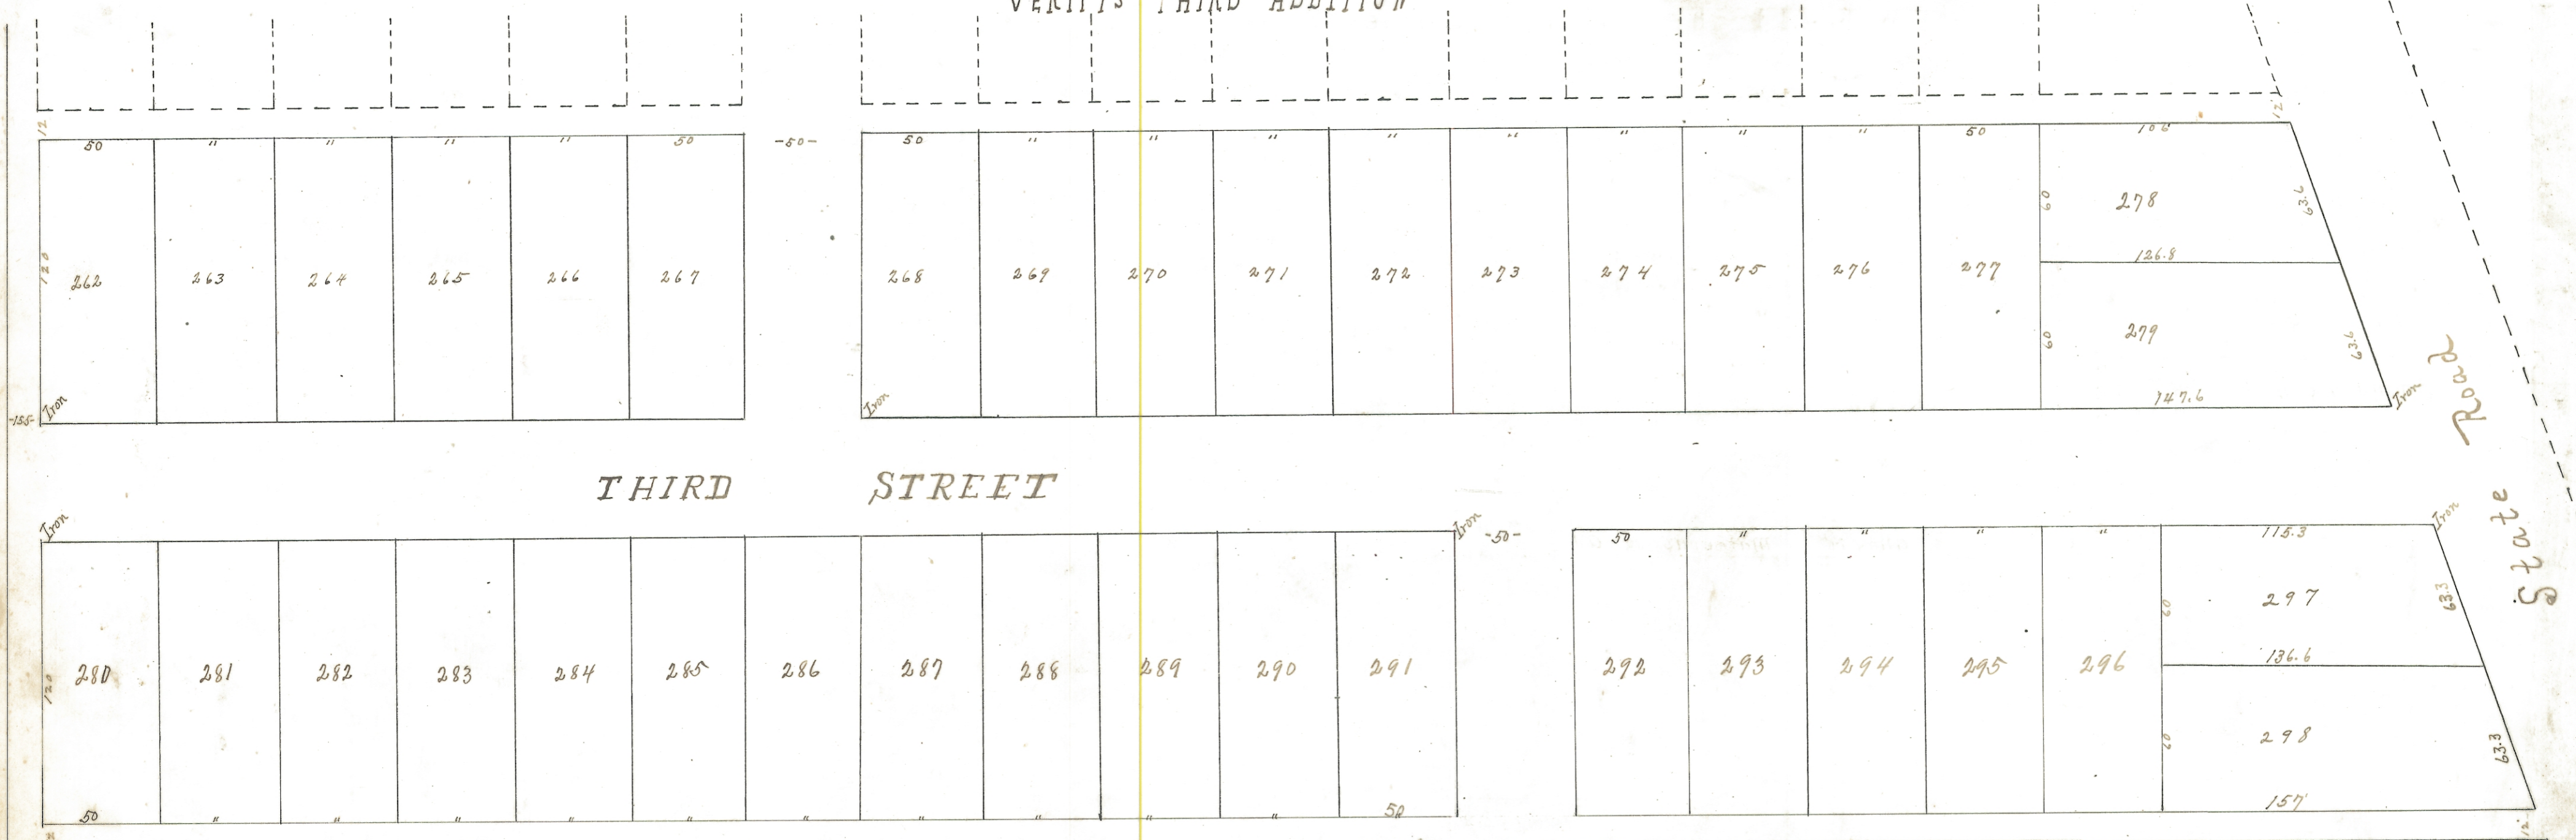 VERITY'S THIRD ADDITION
12 12
50 " " " " 50 -50- 50 " " " " " " " " 50 106
60 278 63.6
120 262 263 264 265 266 267 268 269 270 271 272 273 274 275 276 277 126.8
60 279 63.6
-155- Iron Iron 147.6 Iron
State Road
THIRD STREET
Iron Iron -50- 50 " " " " 115.3 Iron
60 297 63.3
120 280 281 282 283 284 285 286 287 288 289 290 291 292 293 294 295 296 136.6
60 298 63.3
50 " " " " " " " " " " 50 157
12 12